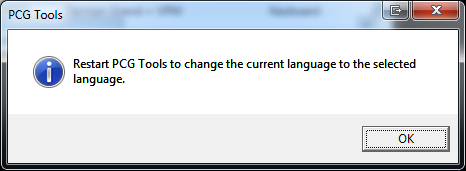 PCG Tools
Restart PCG Tools to change the current language to the selected
language.
OK